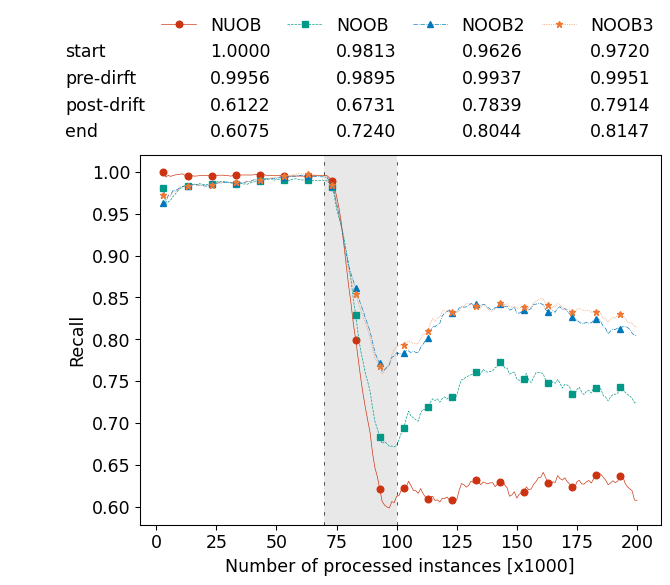 NUOB NOOB NOOB2 NOOB3
start 1.0000 0.9813 0.9626 0.9720
pre-dirft 0.9956 0.9895 0.9937 0.9951
post-drift 0.6122 0.6731 0.7839 0.7914
end 0.6075 0.7240 0.8044 0.8147
1.00
0.95
0.90
0.85
0.80
0.75
0.70
0.65
0.60
Recall
0 25 50 75 100 125 150 175 200
Number of processed instances [x1000]